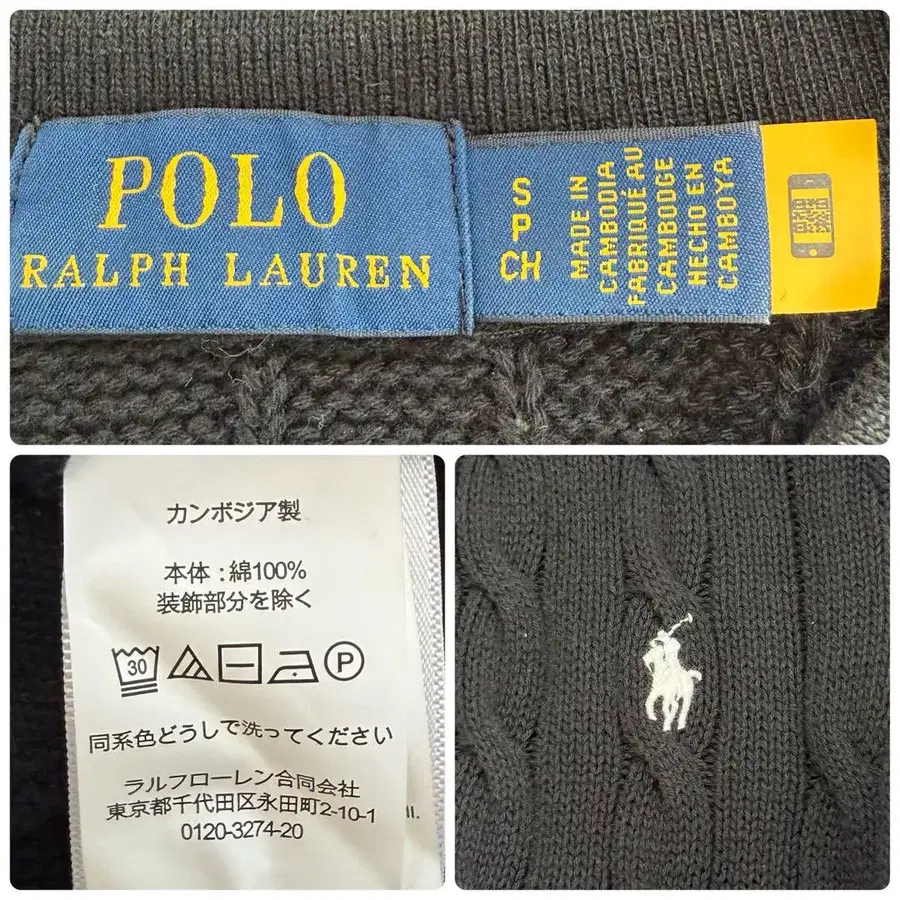 POLO
RALPH LAUREN
S
P
CH
MADE IN
CAMBODIA
FABRIQUÉ AU
CAMBODGE
HECHO EN
CAMBOYA
カンボジア製
本体:綿100%
装飾部分を除く
30
P
同系色どうしで洗ってください
ラルフローレン合同会社
東京都千代田区永田町2-10-1
0120-3274-20